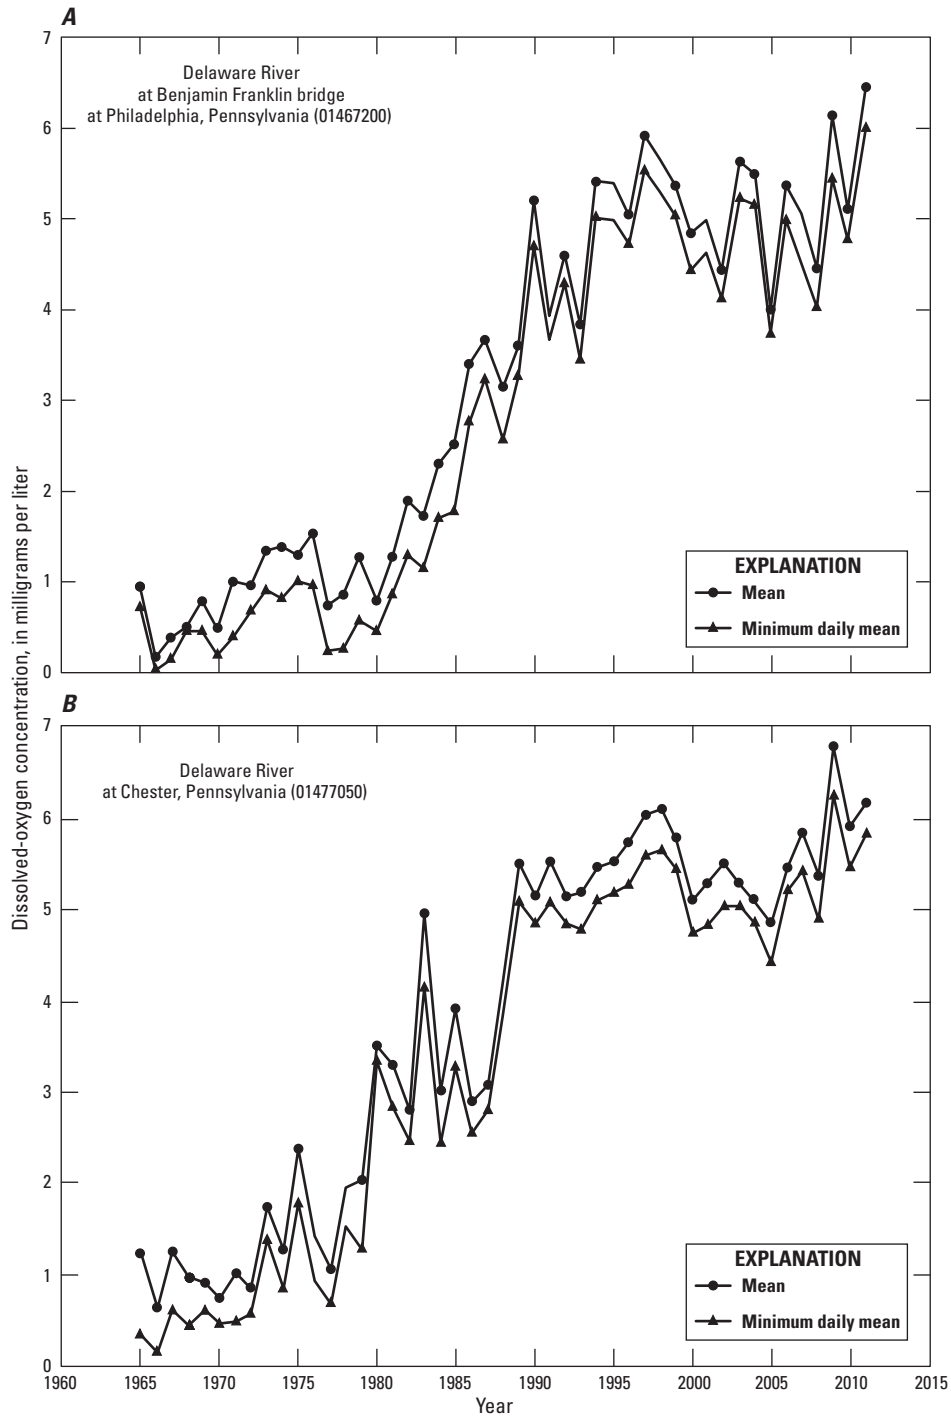 A
7
Delaware River
at Benjamin Franklin bridge
at Philadelphia, Pennsylvania (01467200)
6
5
4
3
2
1
0
EXPLANATION
Mean
Minimum daily mean
Dissolved-oxygen concentration, in milligrams per liter
B
7
Delaware River
at Chester, Pennsylvania (01477050)
6
5
4
3
2
1
0
EXPLANATION
Mean
Minimum daily mean
1960 1965 1970 1975 1980 1985 1990 1995 2000 2005 2010 2015
Year